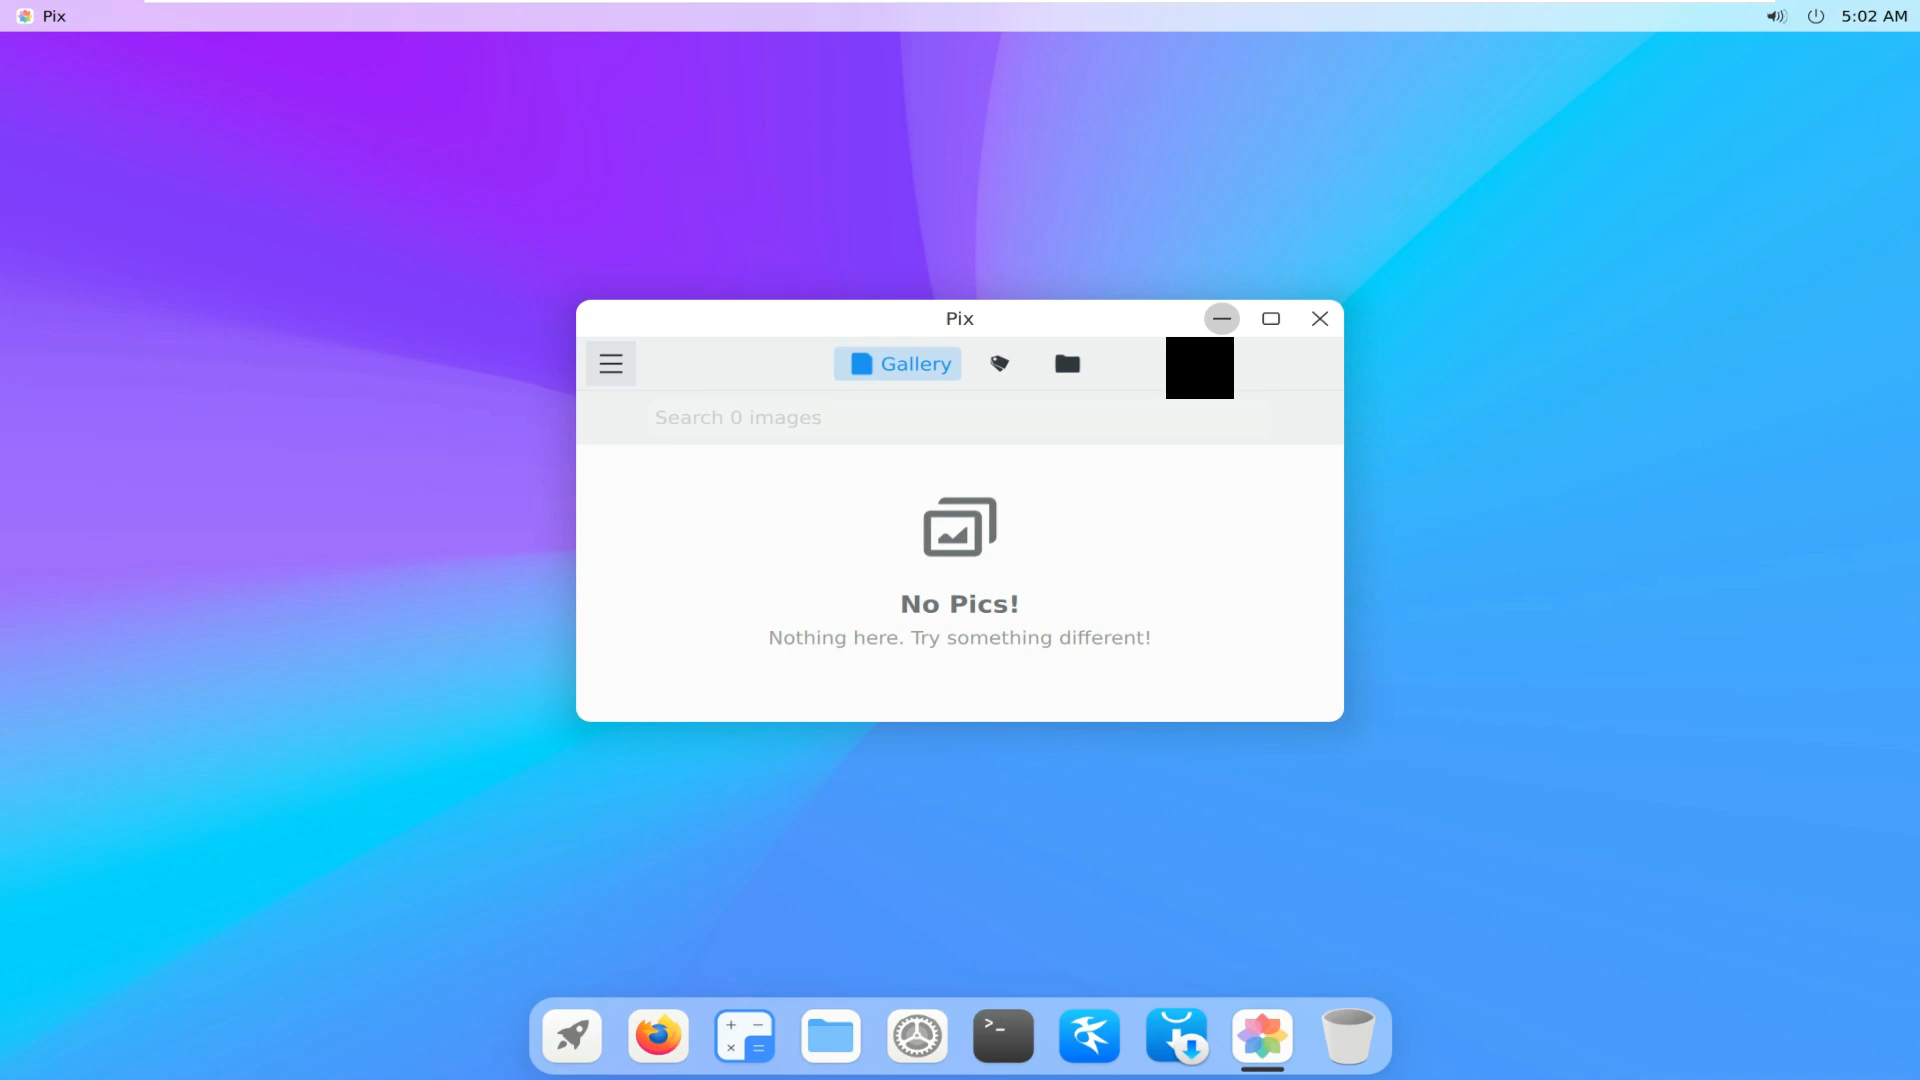 Pix
5:02 AM
Pix
Gallery
Search 0 images
No Pics!
Nothing here. Try something different!